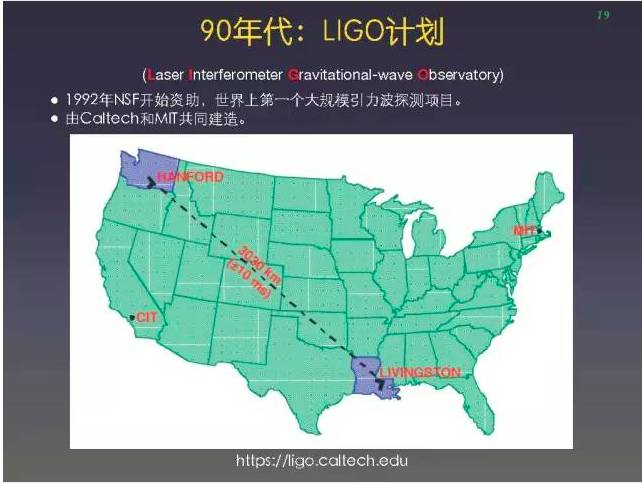 19
90年代：LIGO计划
(Laser Interferometer Gravitational-wave Observatory)
• 1992年NSF开始资助，世界上第一个大规模引力波探测项目。
• 由Caltech和MIT共同建造。
HANFORD
MIT
3030 km
(±10 ms)
CIT
LIVINGSTON
https://ligo.caltech.edu